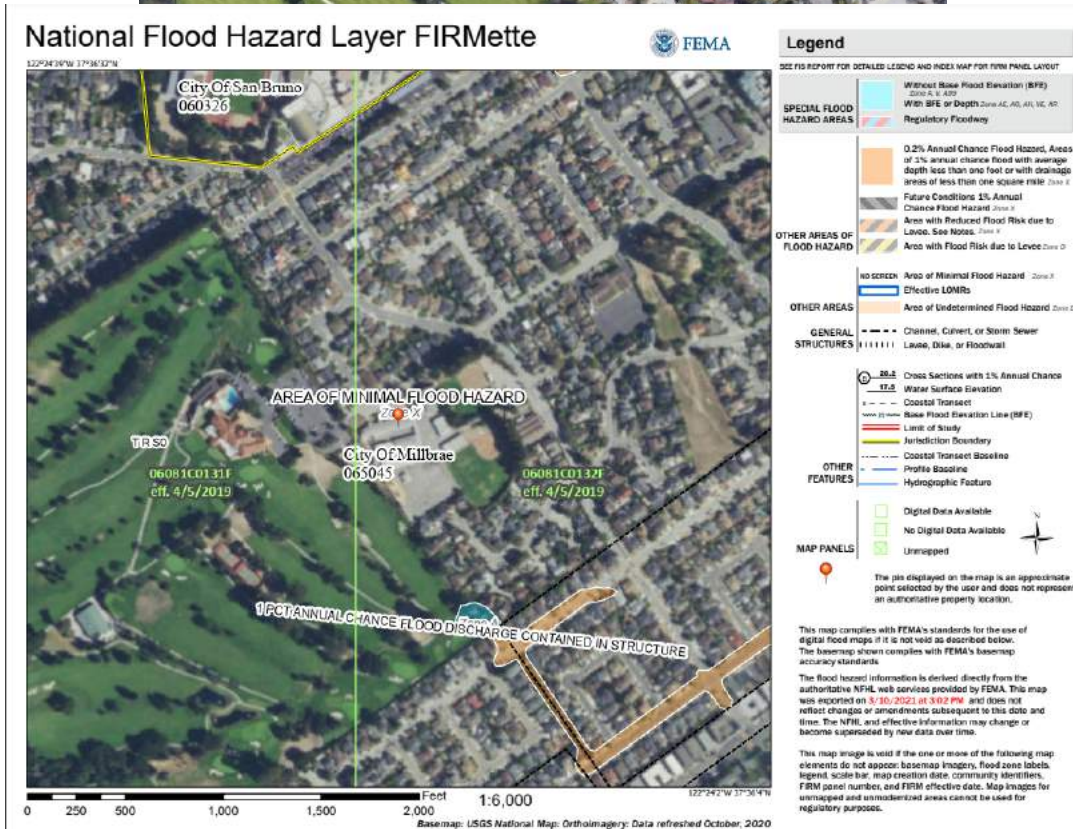 National Flood Hazard Layer FIRMette
FEMA
122°24'39"W 37°36'32"N
City Of San Bruno
060326
AREA OF MINIMAL FLOOD HAZARD
Zone X
T R S0
City Of Millbrae
065045
06081C0131F
eff. 4/5/2019
06081C0132F
eff. 4/5/2019
1 PCT ANNUAL CHANCE FLOOD DISCHARGE CONTAINED IN STRUCTURE
Zone A
0 250 500 1,000 1,500 2,000 Feet 1:6,000
122°24'2"W 37°36'4"N
Basemap: USGS National Map: Orthoimagery: Data refreshed October, 2020
Legend
SEE FIS REPORT FOR DETAILED LEGEND AND INDEX MAP FOR FIRM PANEL LAYOUT
SPECIAL FLOOD
HAZARD AREAS
Without Base Flood Elevation (BFE)
Zone A, V, A99
With BFE or Depth Zone AE, AO, AH, VE, AR
Regulatory Floodway
OTHER AREAS OF
FLOOD HAZARD
0.2% Annual Chance Flood Hazard, Areas
of 1% annual chance flood with average
depth less than one foot or with drainage
areas of less than one square mile Zone X
Future Conditions 1% Annual
Chance Flood Hazard Zone X
Area with Reduced Flood Risk due to
Levee. See Notes. Zone X
Area with Flood Risk due to Levee Zone D
OTHER AREAS
NO SCREEN Area of Minimal Flood Hazard Zone X
Effective LOMRs
Area of Undetermined Flood Hazard Zone
GENERAL
STRUCTURES
Channel, Culvert, or Storm Sewer
Levee, Dike, or Floodwall
OTHER
FEATURES
20.2 Cross Sections with 1% Annual Chance
17.5 Water Surface Elevation
Coastal Transect
Base Flood Elevation Line (BFE)
Limit of Study
Jurisdiction Boundary
Coastal Transect Baseline
Profile Baseline
Hydrographic Feature
MAP PANELS
Digital Data Available
No Digital Data Available
Unmapped
N
The pin displayed on the map is an approximate
point selected by the user and does not represent
an authoritative property location.
This map complies with FEMA's standards for the use of
digital flood maps if it is not void as described below.
The basemap shown complies with FEMA's basemap
accuracy standards
The flood hazard information is derived directly from the
authoritative NFHL web services provided by FEMA. This map
was exported on 3/10/2021 at 3:02 PM and does not
reflect changes or amendments subsequent to this date and
time. The NFHL and effective information may change or
become superseded by new data over time.
This map image is void if the one or more of the following map
elements do not appear: basemap imagery, flood zone labels,
legend, scale bar, map creation date, community identifiers,
FIRM panel number, and FIRM effective date. Map images for
unmapped and unmodernized areas cannot be used for
regulatory purposes.